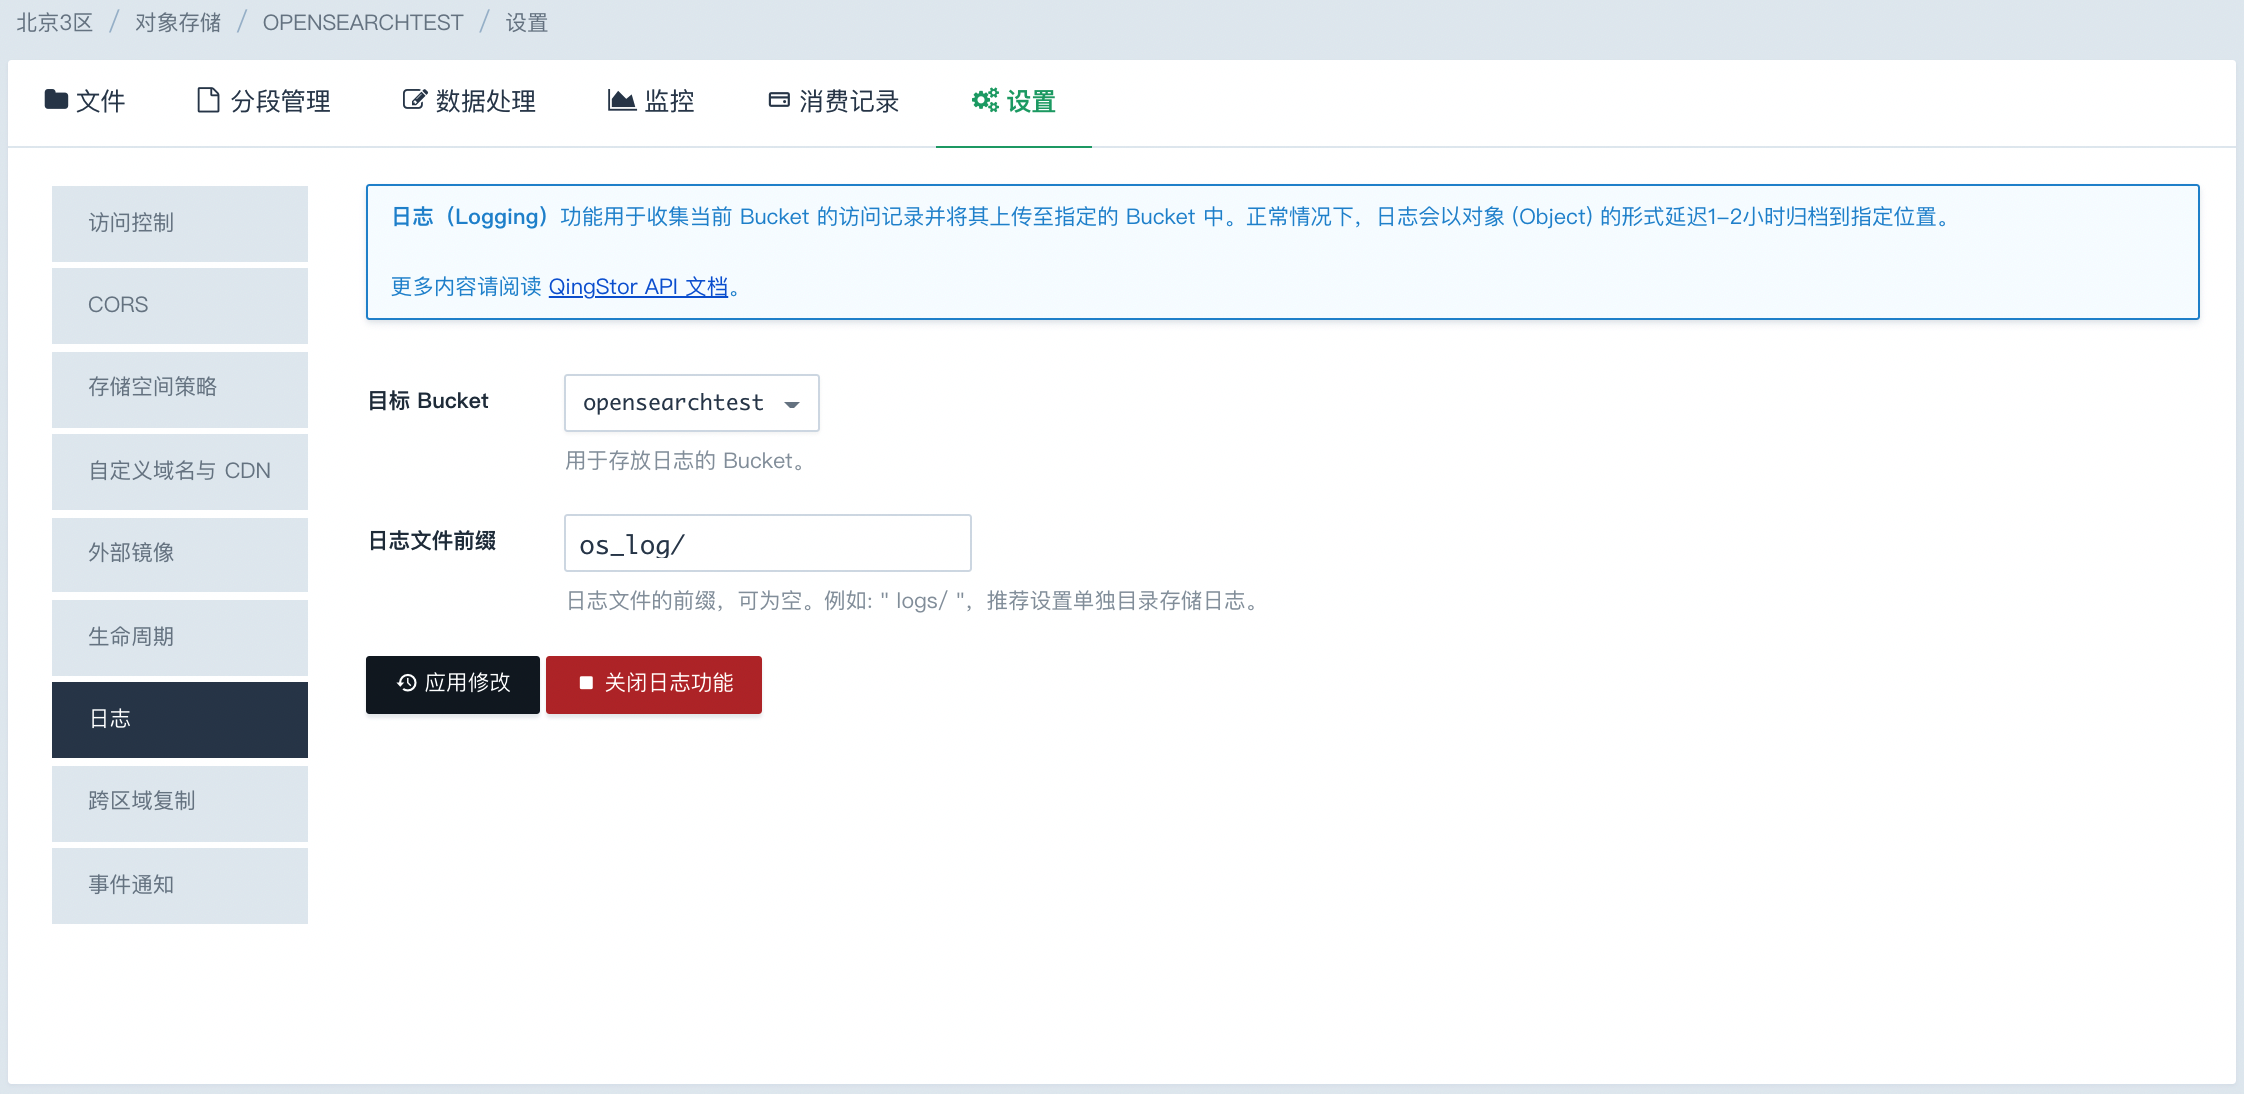 北京3区 / 对象存储 / OPENSEARCHTEST / 设置
文件 分段管理 数据处理 监控 消费记录 设置
访问控制
CORS
存储空间策略
自定义域名与 CDN
外部镜像
生命周期
日志
跨区域复制
事件通知
日志（Logging）功能用于收集当前 Bucket 的访问记录并将其上传至指定的 Bucket 中。正常情况下，日志会以对象 (Object) 的形式延迟1-2小时归档到指定位置。
更多内容请阅读 QingStor API 文档。
目标 Bucket opensearchtest
用于存放日志的 Bucket。
日志文件前缀 os_log/
日志文件的前缀，可为空。例如: " logs/ "，推荐设置单独目录存储日志。
应用修改 关闭日志功能